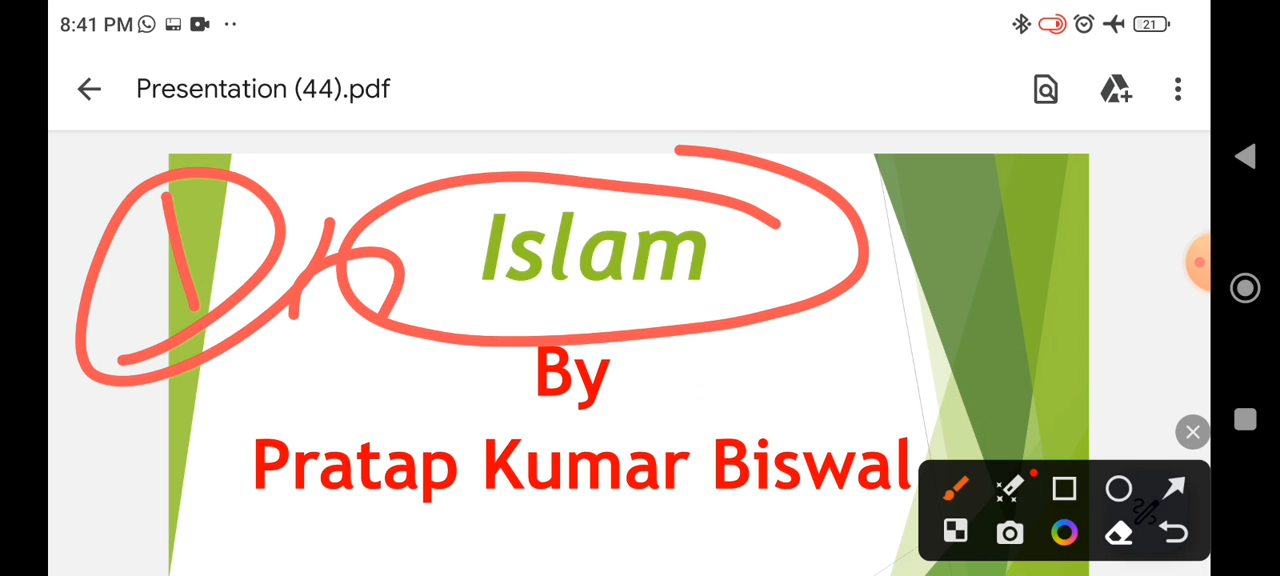 8:41 PM
21
Presentation (44).pdf
Islam
By
Pratap Kumar Biswal